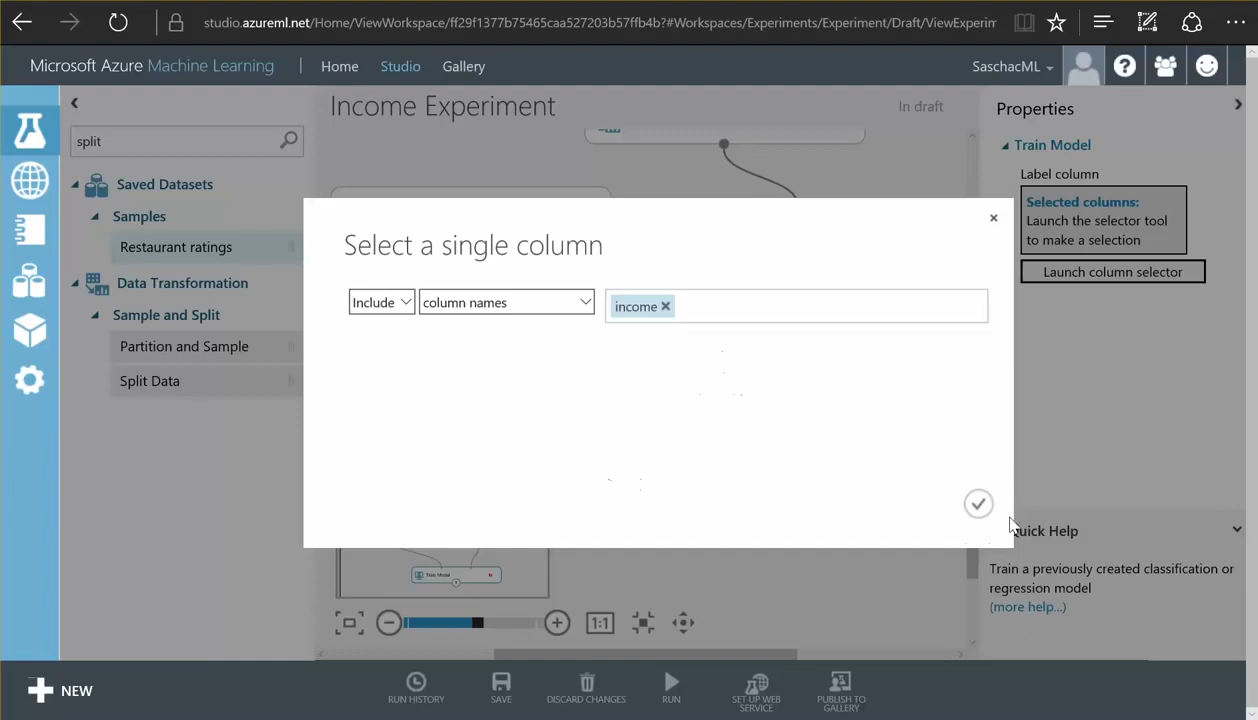 studio.azureml.net/Home/ViewWorkspace/ff29f1377b75465caa527203b57ffb4b?#Workspaces/Experiments/Experiment/Draft/ViewExperim
Microsoft Azure Machine Learning | Home Studio Gallery SaschacML
split
Saved Datasets
Samples
Restaurant ratings
Data Transformation
Sample and Split
Partition and Sample
Split Data
Income Experiment
In draft
Select a single column
Include column names income
Train Model
1:1
Properties
Train Model
Label column
Selected columns:
Launch the selector tool
to make a selection
Launch column selector
Quick Help
Train a previously created classification or
regression model
(more help...)
NEW
RUN HISTORY
SAVE
DISCARD CHANGES
RUN
SET UP WEB
SERVICE
PUBLISH TO
GALLERY